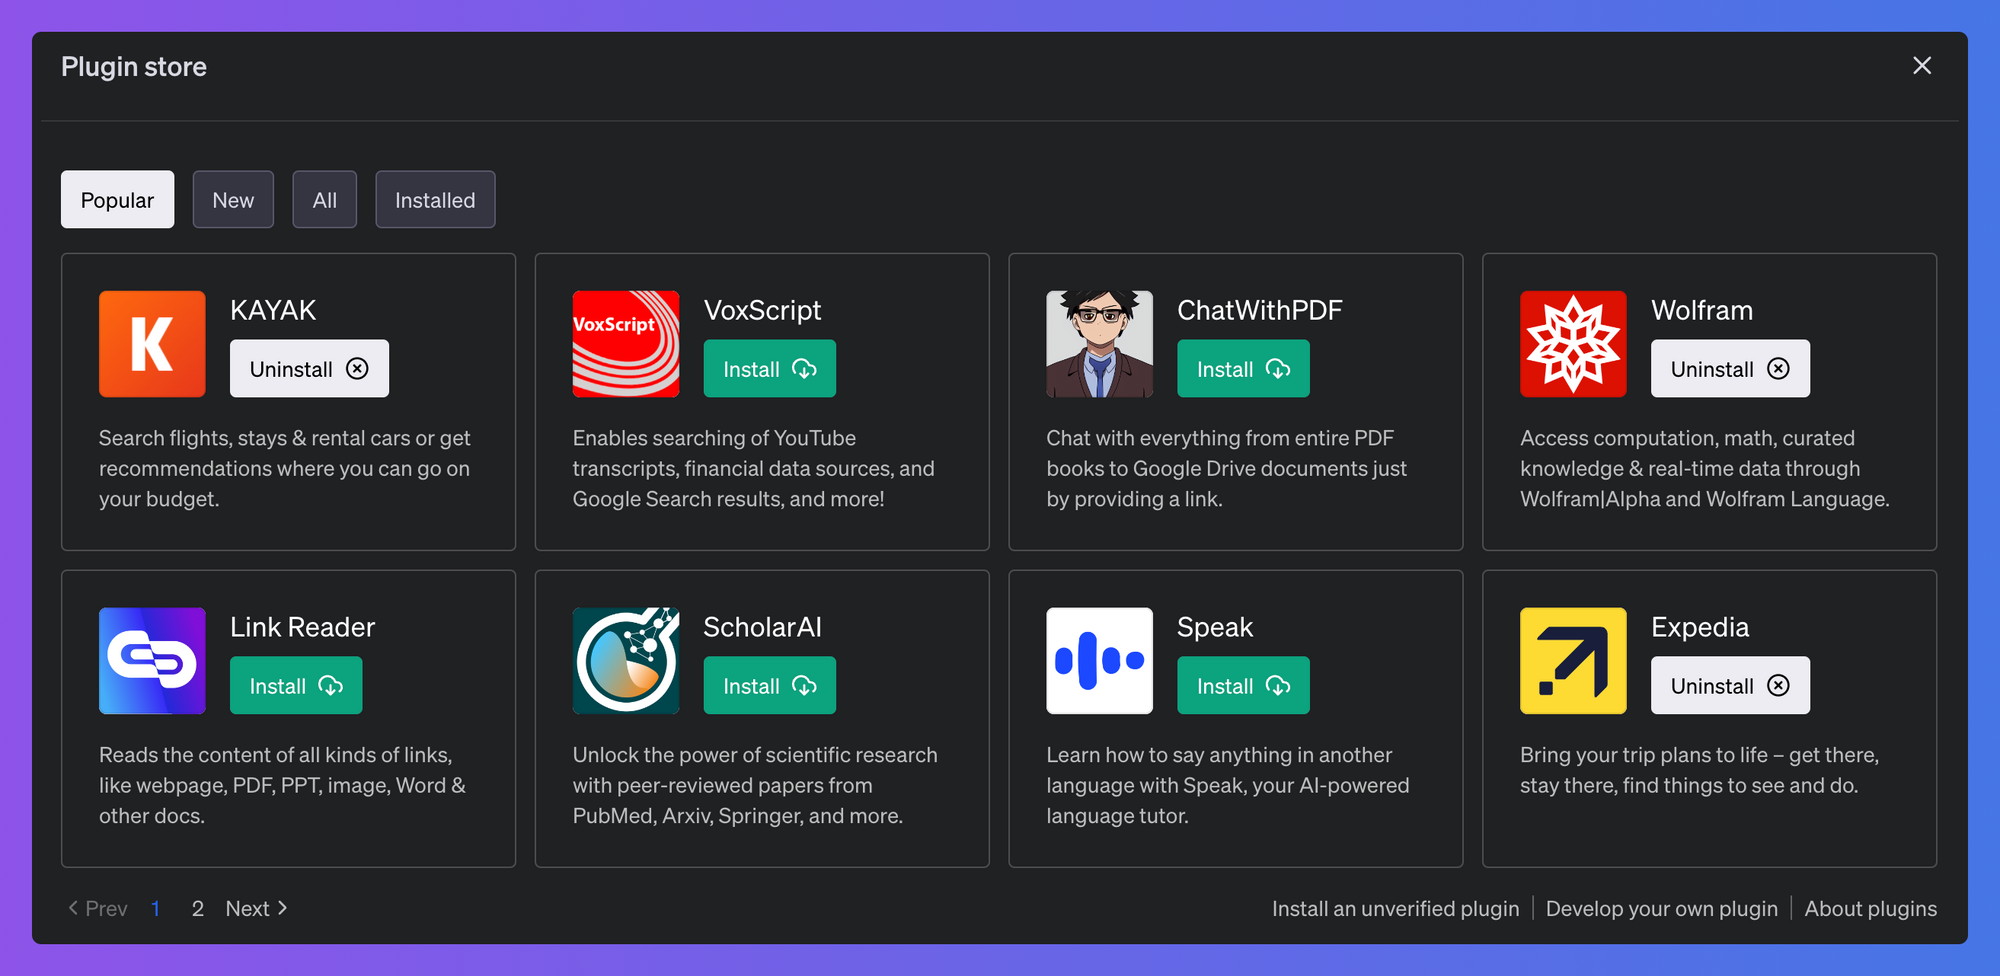 Plugin store
Popular
New
All
Installed
K
KAYAK
Uninstall
Search flights, stays & rental cars or get
recommendations where you can go on
your budget.
VoxScript
VoxScript
Install
Enables searching of YouTube
transcripts, financial data sources, and
Google Search results, and more!
ChatWithPDF
Install
Chat with everything from entire PDF
books to Google Drive documents just
by providing a link.
Wolfram
Uninstall
Access computation, math, curated
knowledge & real-time data through
Wolfram|Alpha and Wolfram Language.
Link Reader
Install
Reads the content of all kinds of links,
like webpage, PDF, PPT, image, Word &
other docs.
ScholarAI
Install
Unlock the power of scientific research
with peer-reviewed papers from
PubMed, Arxiv, Springer, and more.
Speak
Install
Learn how to say anything in another
language with Speak, your AI-powered
language tutor.
Expedia
Uninstall
Bring your trip plans to life – get there,
stay there, find things to see and do.
Prev 1 2 Next
Install an unverified plugin
Develop your own plugin
About plugins